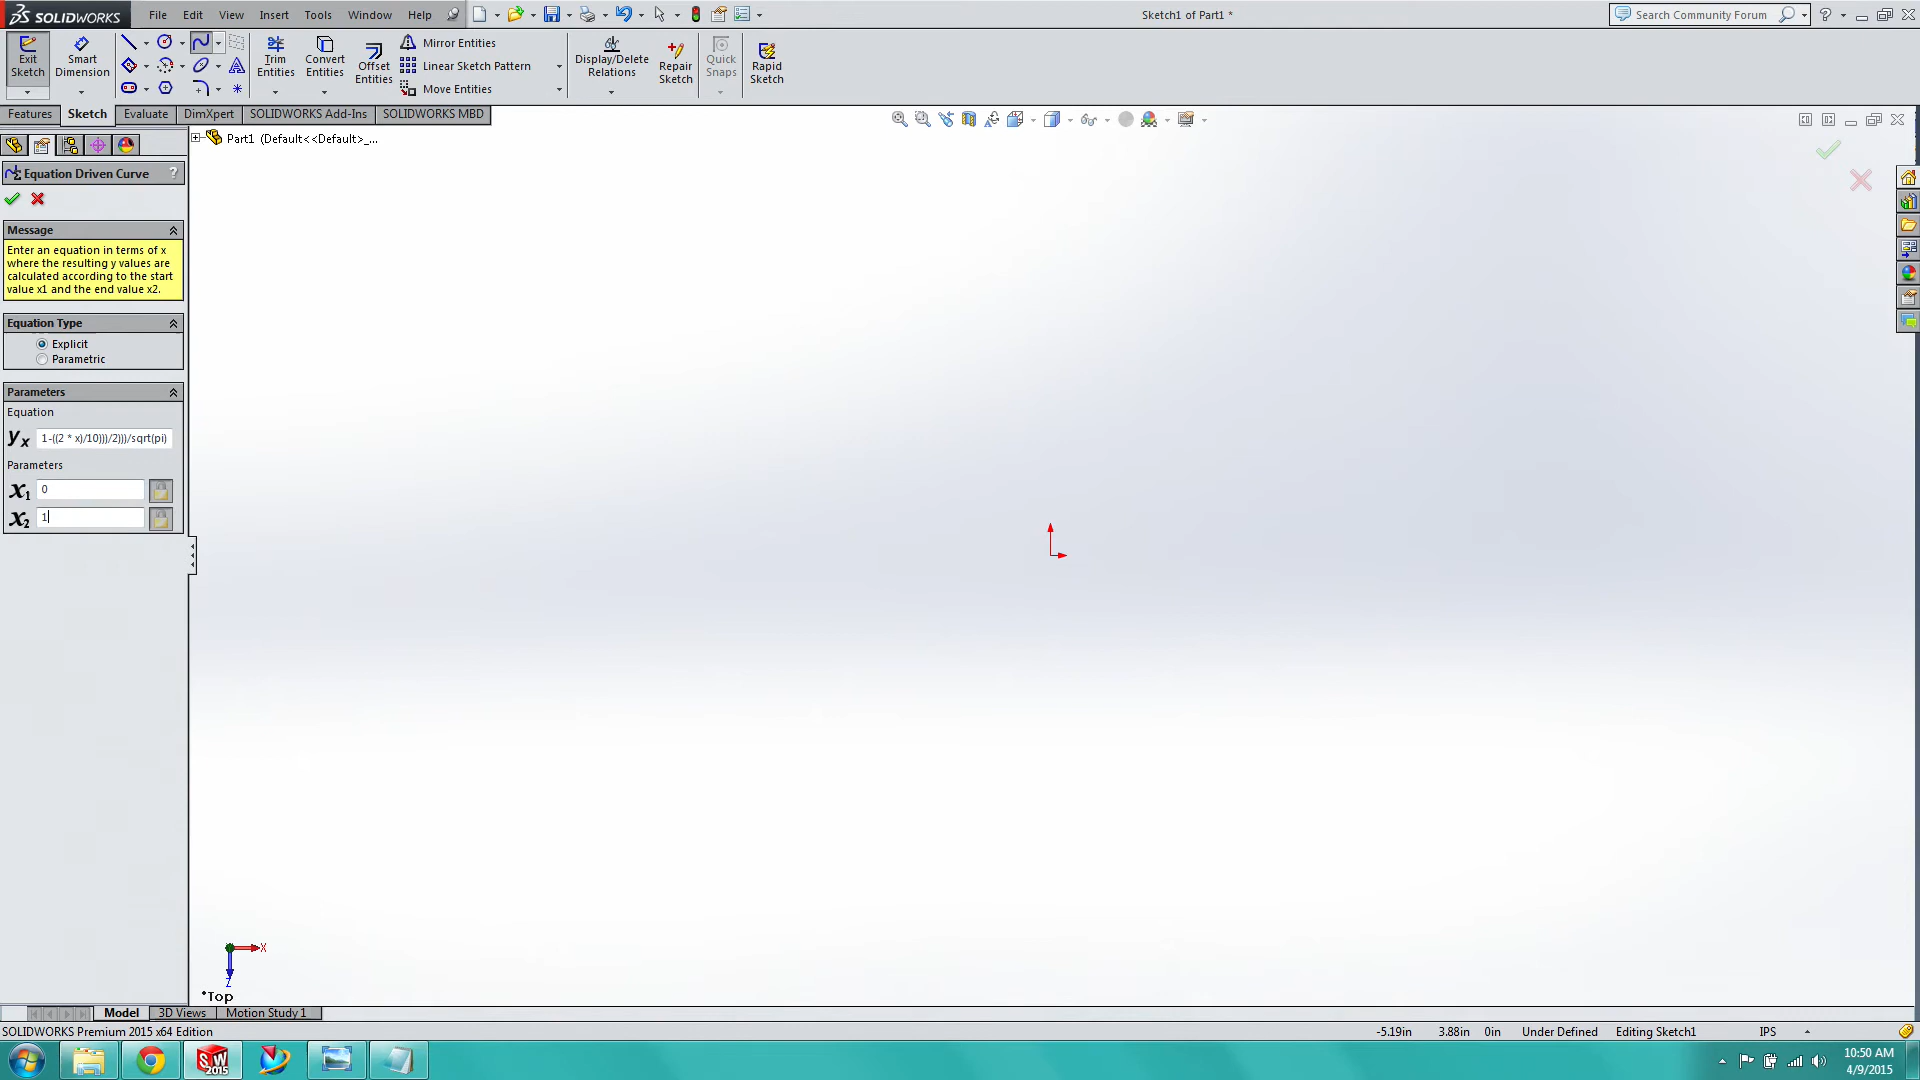 SOLIDWORKS File Edit View Insert Tools Window Help Sketch1 of Part1 * Search Community Forum ?
Exit Sketch
Smart Dimension
Trim Entities
Convert Entities
Offset Entities
Mirror Entities
Linear Sketch Pattern
Move Entities
Display/Delete Relations
Repair Sketch
Quick Snaps
Rapid Sketch
Features Sketch Evaluate DimXpert SOLIDWORKS Add-Ins SOLIDWORKS MBD
Part1 (Default<<Default>_...
Equation Driven Curve ?
Message
Enter an equation in terms of x
where the resulting y values are
calculated according to the start
value x1 and the end value x2.
Equation Type
Explicit
Parametric
Parameters
Equation
yx 1-((2 * x)/10)))/2)))/sqrt(pi)
Parameters
x1 0
x2 1
X
Z
*Top
Model 3D Views Motion Study 1
SOLIDWORKS Premium 2015 x64 Edition -5.19in 3.88in 0in Under Defined Editing Sketch1 IPS
SW 2015
10:50 AM
4/9/2015